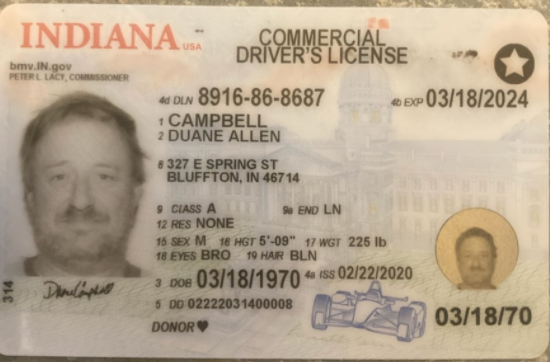 INDIANA USA
COMMERCIAL
DRIVER'S LICENSE
bmv.IN.gov
PETER L. LACY, COMMISSIONER
4d DLN 8916-86-8687 4b EXP 03/18/2024
1 CAMPBELL
2 DUANE ALLEN
8 327 E SPRING ST
BLUFFTON, IN 46714
9 CLASS A 9a END LN
12 RES NONE
15 SEX M 16 HGT 5'-09" 17 WGT 225 lb
18 EYES BRO 19 HAIR BLN
3 DOB 03/18/1970 4a ISS 02/22/2020
5 DD 02222031400008
DONOR
314
Duane Campbell
03/18/70